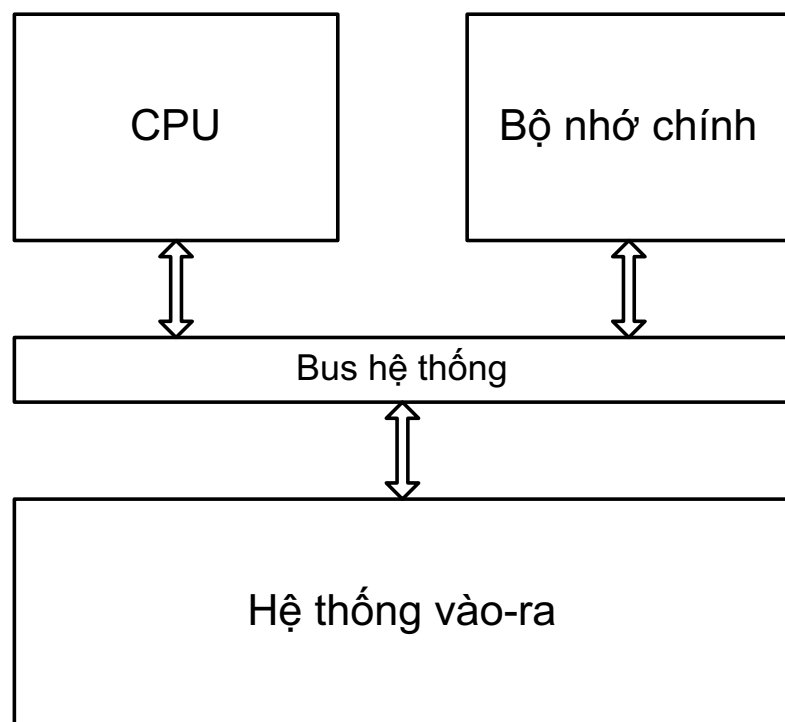 CPU
Bộ nhớ chính
Bus hệ thống
Hệ thống vào-ra